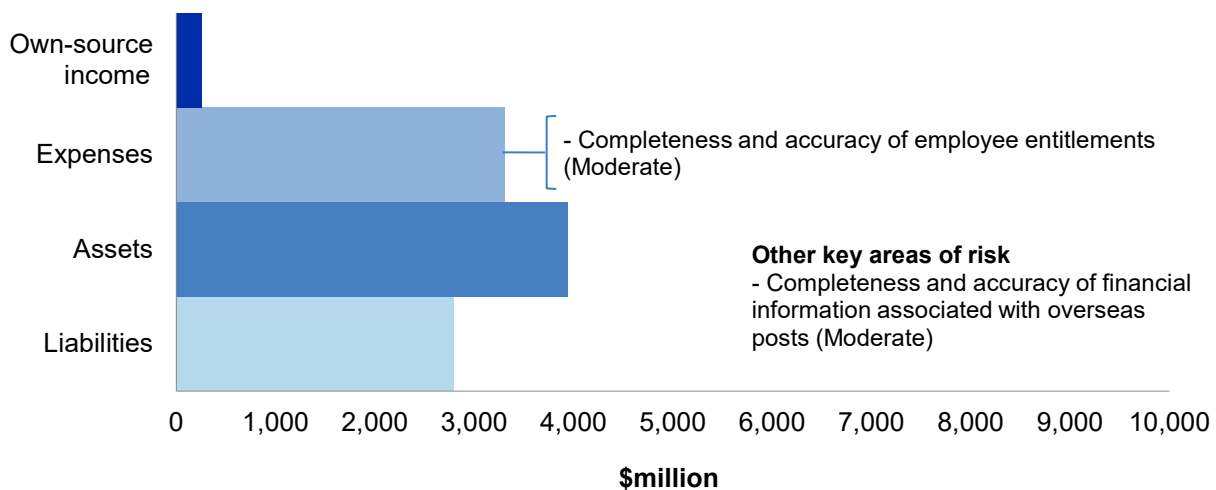 Own-source
income
Expenses
- Completeness and accuracy of employee entitlements
(Moderate)
Assets
Other key areas of risk
- Completeness and accuracy of financial
information associated with overseas
posts (Moderate)
Liabilities
0 1,000 2,000 3,000 4,000 5,000 6,000 7,000 8,000 9,000 10,000
$million